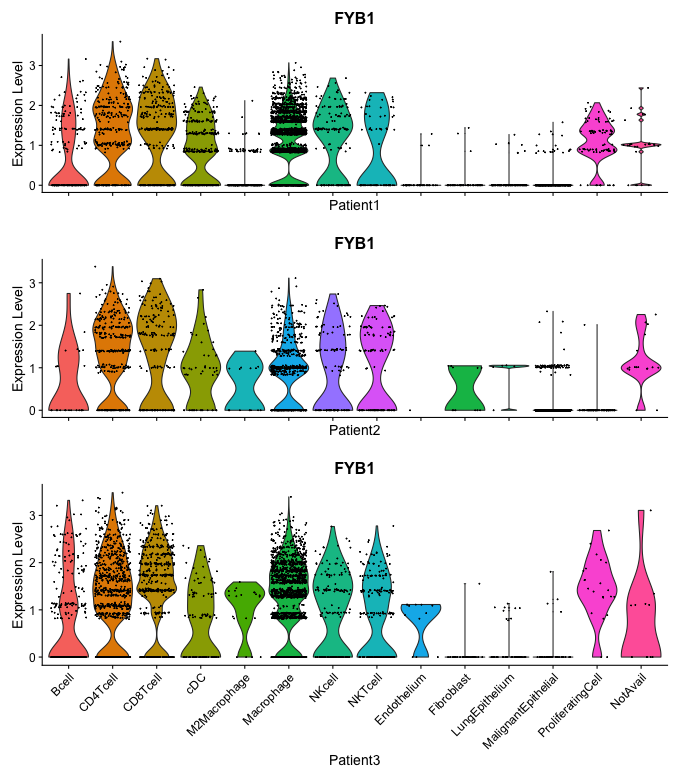 FYB1
Expression Level
3
2
1
0
Patient1
FYB1
Expression Level
3
2
1
0
Patient2
FYB1
Expression Level
3
2
1
0
Bcell
CD4Tcell
CD8Tcell
cDC
M2Macrophage
Macrophage
NKcell
NKTcell
Endothelium
Fibroblast
LungEpithelium
MalignantEpithelial
ProliferatingCell
NotAvail
Patient3